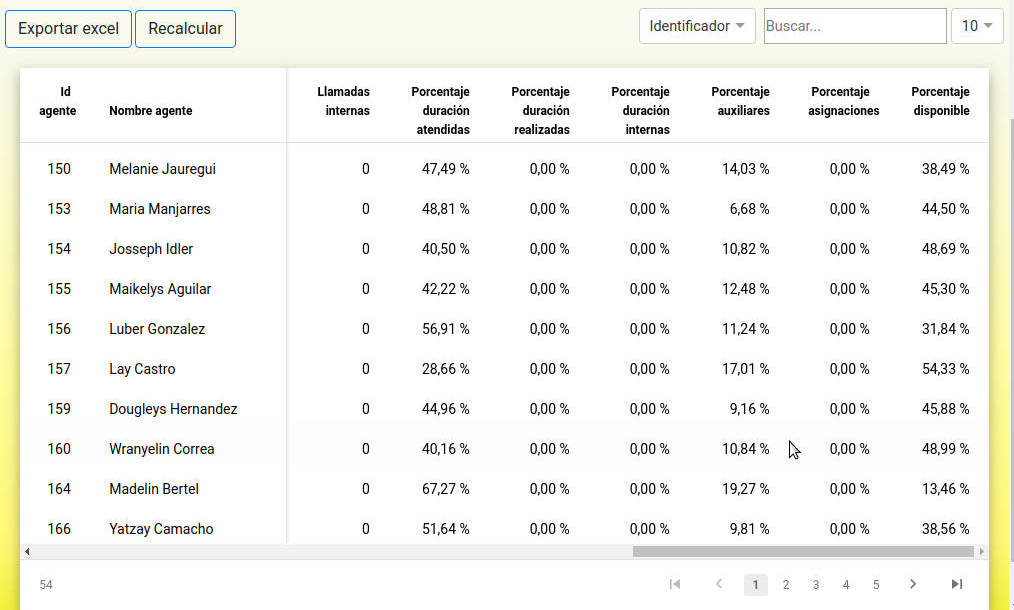 Exportar excel Recalcular Identificador Buscar... 10
Id agente Nombre agente Llamadas internas Porcentaje duración atendidas Porcentaje duración realizadas Porcentaje duración internas Porcentaje auxiliares Porcentaje asignaciones Porcentaje disponible
150 Melanie Jauregui 0 47,49 % 0,00 % 0,00 % 14,03 % 0,00 % 38,49 %
153 Maria Manjarres 0 48,81 % 0,00 % 0,00 % 6,68 % 0,00 % 44,50 %
154 Josseph Idler 0 40,50 % 0,00 % 0,00 % 10,82 % 0,00 % 48,69 %
155 Maikelys Aguilar 0 42,22 % 0,00 % 0,00 % 12,48 % 0,00 % 45,30 %
156 Luber Gonzalez 0 56,91 % 0,00 % 0,00 % 11,24 % 0,00 % 31,84 %
157 Lay Castro 0 28,66 % 0,00 % 0,00 % 17,01 % 0,00 % 54,33 %
159 Dougleys Hernandez 0 44,96 % 0,00 % 0,00 % 9,16 % 0,00 % 45,88 %
160 Wranyelin Correa 0 40,16 % 0,00 % 0,00 % 10,84 % 0,00 % 48,99 %
164 Madelin Bertel 0 67,27 % 0,00 % 0,00 % 19,27 % 0,00 % 13,46 %
166 Yatzay Camacho 0 51,64 % 0,00 % 0,00 % 9,81 % 0,00 % 38,56 %
54 1 2 3 4 5